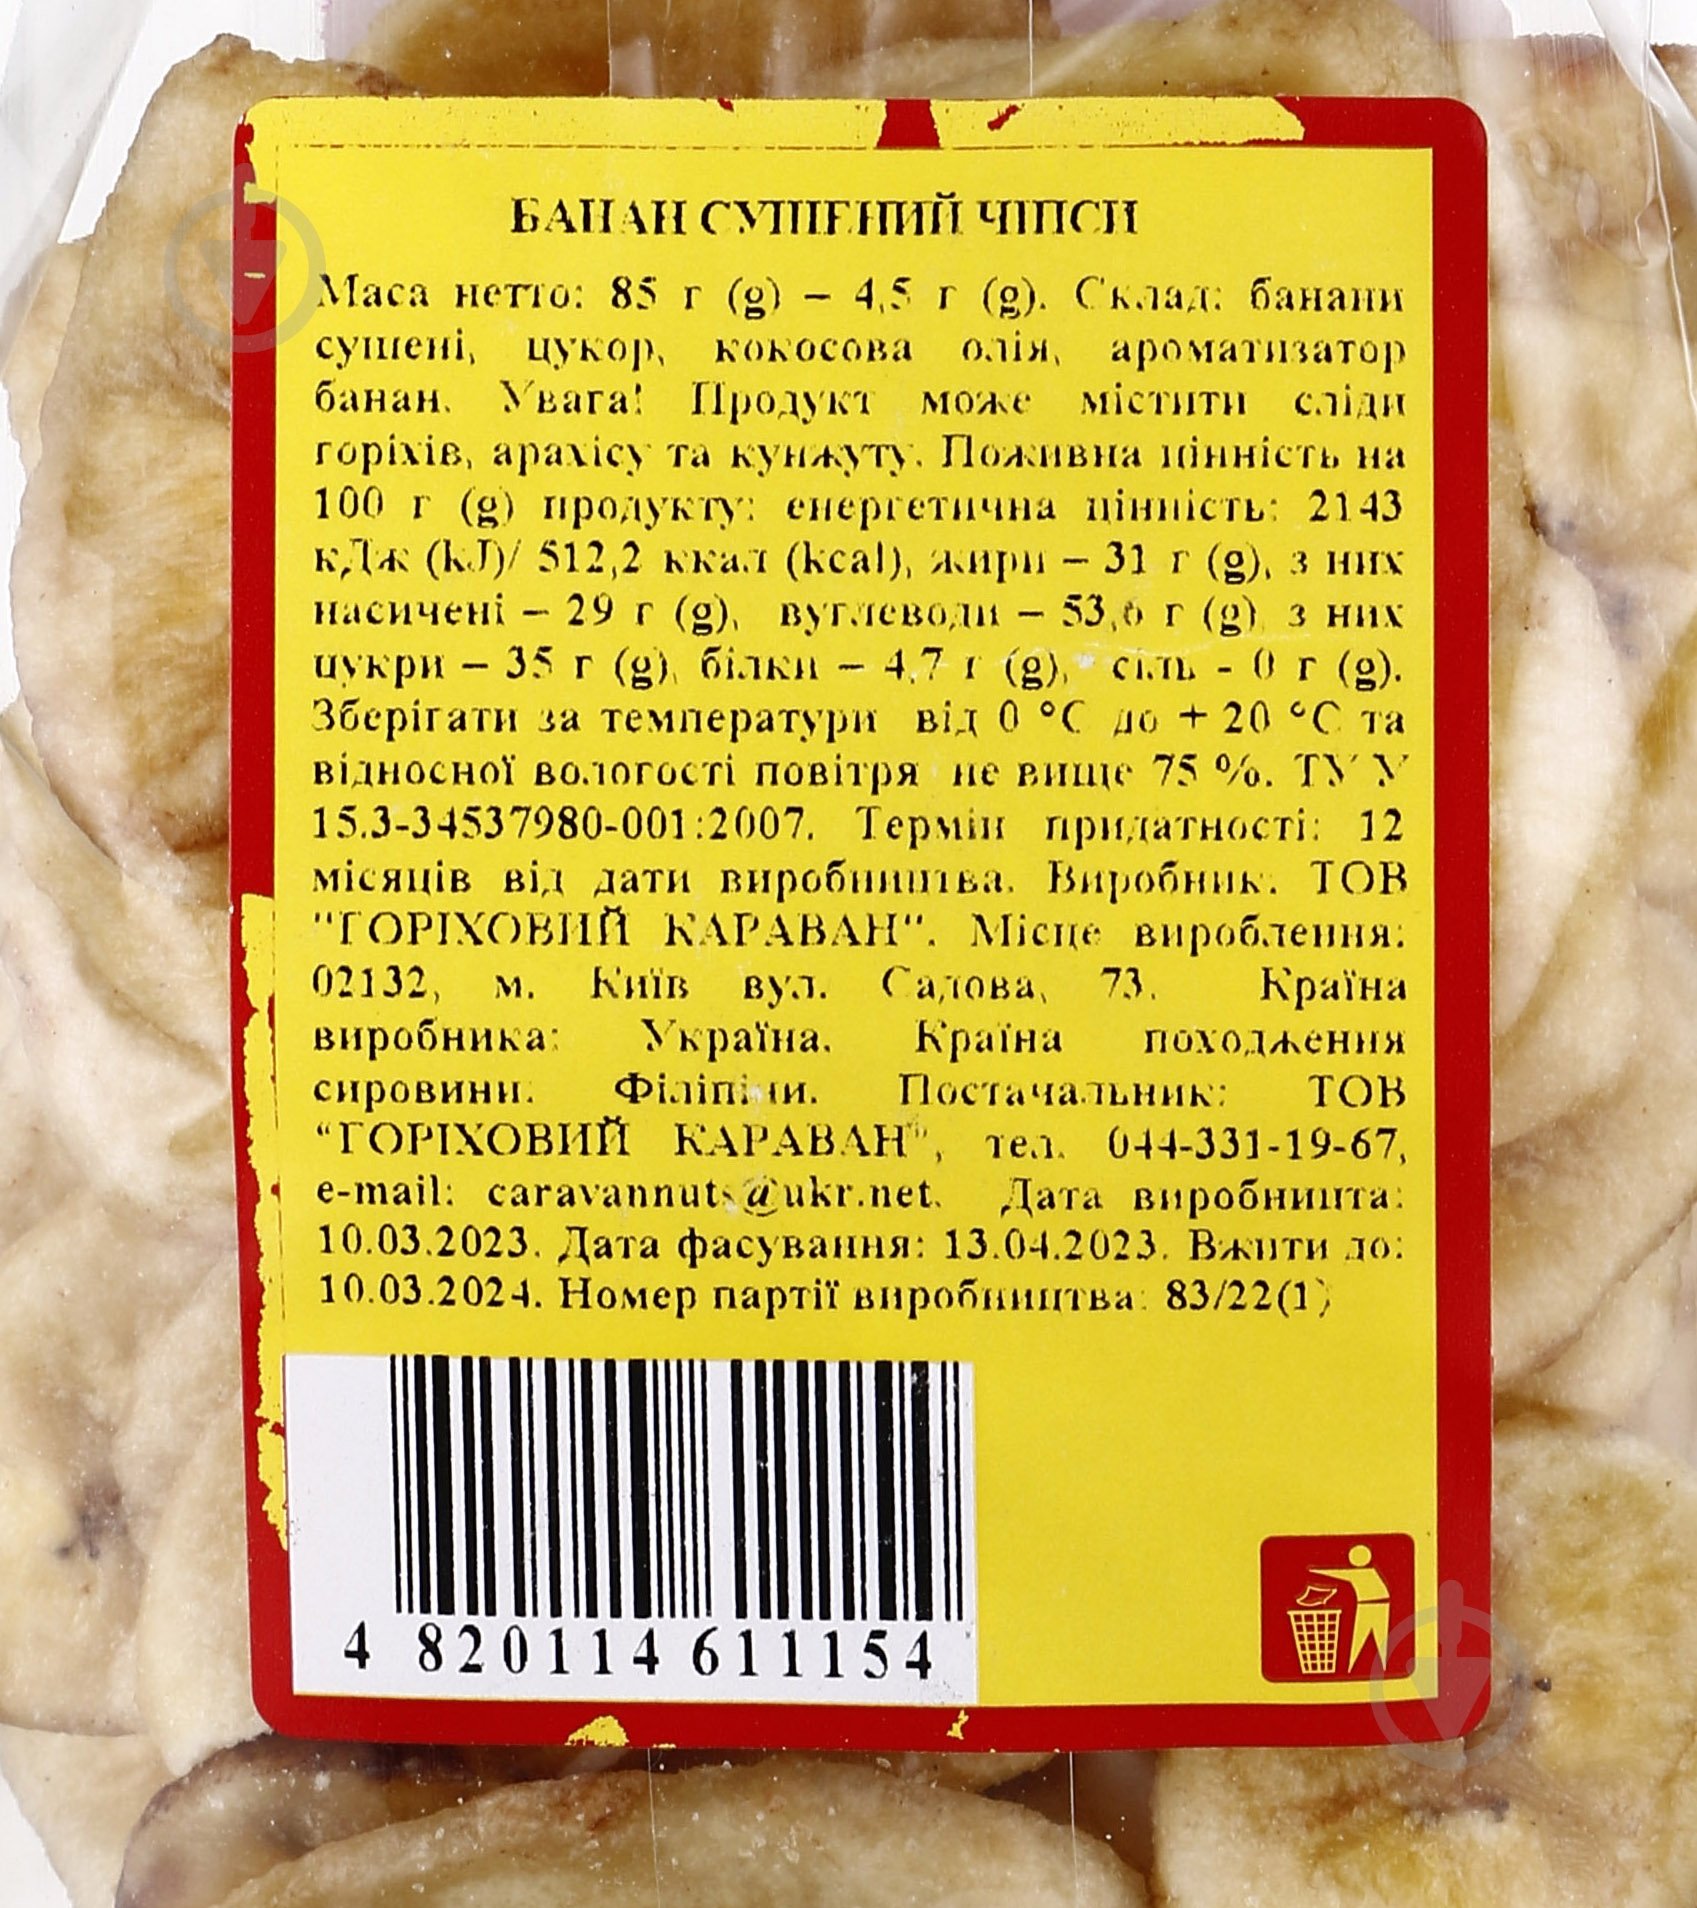 БАНАН СУШЕНИЙ ЧІПСИ
Маса нетто: 85 г (g) – 4,5 г (g). Склад: банани
сушені, цукор, кокосова олія, ароматизатор
банан. Увага! Продукт може містити сліди
горіхів, арахісу та кунжуту. Поживна цінність на
100 г (g) продукту: енергетична цінність: 2143
кДж (kJ)/ 512,2 ккал (kcal), жири – 31 г (g), з них
насичені – 29 г (g), вуглеводи – 53,6 г (g) з них
цукри – 35 г (g), білки – 4,7 г (g), сіль - 0 г (g).
Зберігати за температури від 0 °C до + 20 °C та
відносної вологості повітря не вище 75 %. ТУ У
15.3-34537980-001:2007. Термін придатності: 12
місяців від дати виробництва. Виробник: ТОВ
"ГОРІХОВИЙ КАРАВАН". Місце вироблення:
02132, м. Київ вул. Садова, 73. Країна
виробника: Україна. Країна походження
сировини: Філіпіни. Постачальник: ТОВ
“ГОРІХОВИЙ КАРАВАН", тел. 044-331-19-67,
e-mail: caravannuts@ukr.net. Дата виробницта:
10.03.2023. Дата фасування: 13.04.2023. Вжити до:
10.03.2024. Номер партії виробництва: 83/22(1)
4 820114 611154